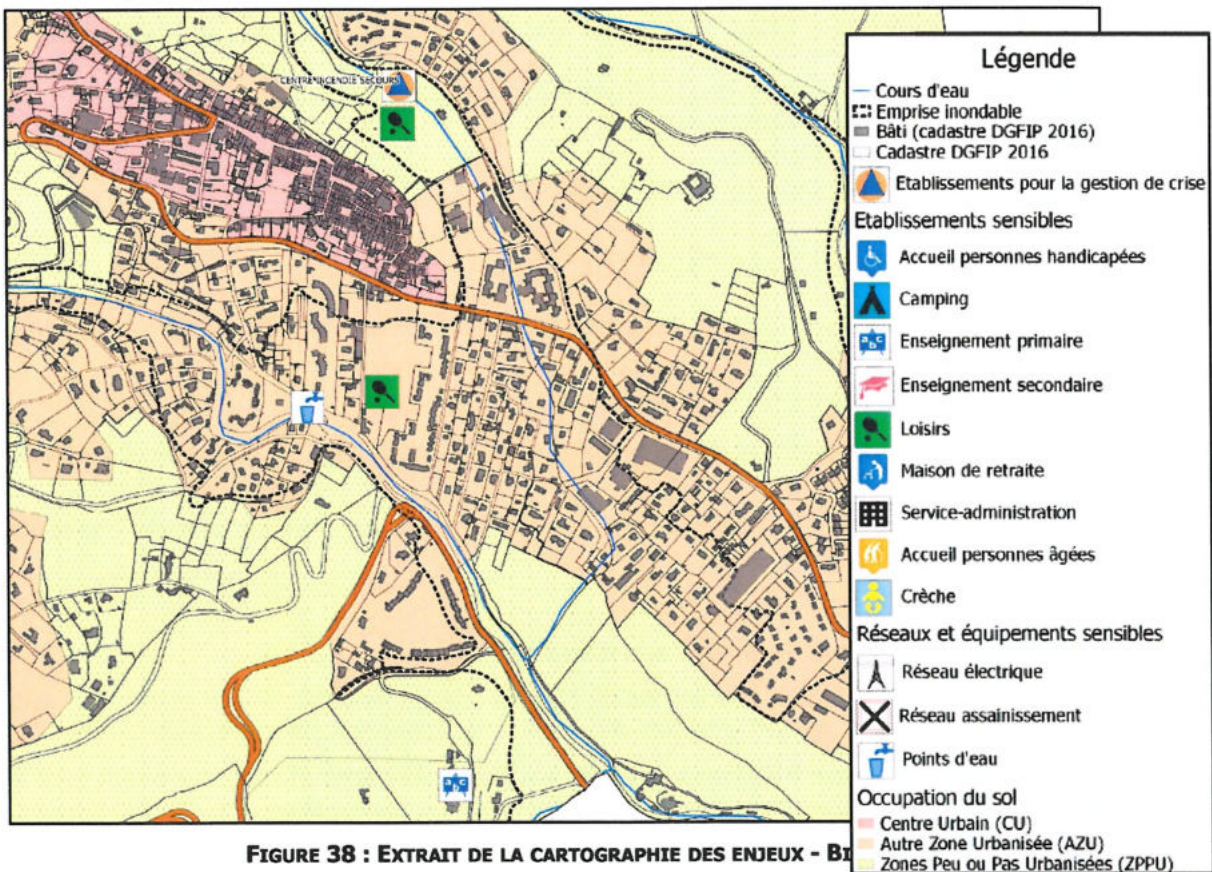 CENTRE INCENDIE SECOURS
Légende
Cours d'eau
Emprise inondable
Bâti (cadastre DGFIP 2016)
Cadastre DGFIP 2016
Etablissements pour la gestion de crise
Etablissements sensibles
Accueil personnes handicapées
Camping
a b c
Enseignement primaire
Enseignement secondaire
Loisirs
Maison de retraite
Service-administration
Accueil personnes âgées
Crèche
Réseaux et équipements sensibles
Réseau électrique
Réseau assainissement
Points d'eau
Occupation du sol
Centre Urbain (CU)
Autre Zone Urbanisée (AZU)
Zones Peu ou Pas Urbanisées (ZPPU)
a b c
FIGURE 38 : EXTRAIT DE LA CARTOGRAPHIE DES ENJEUX -